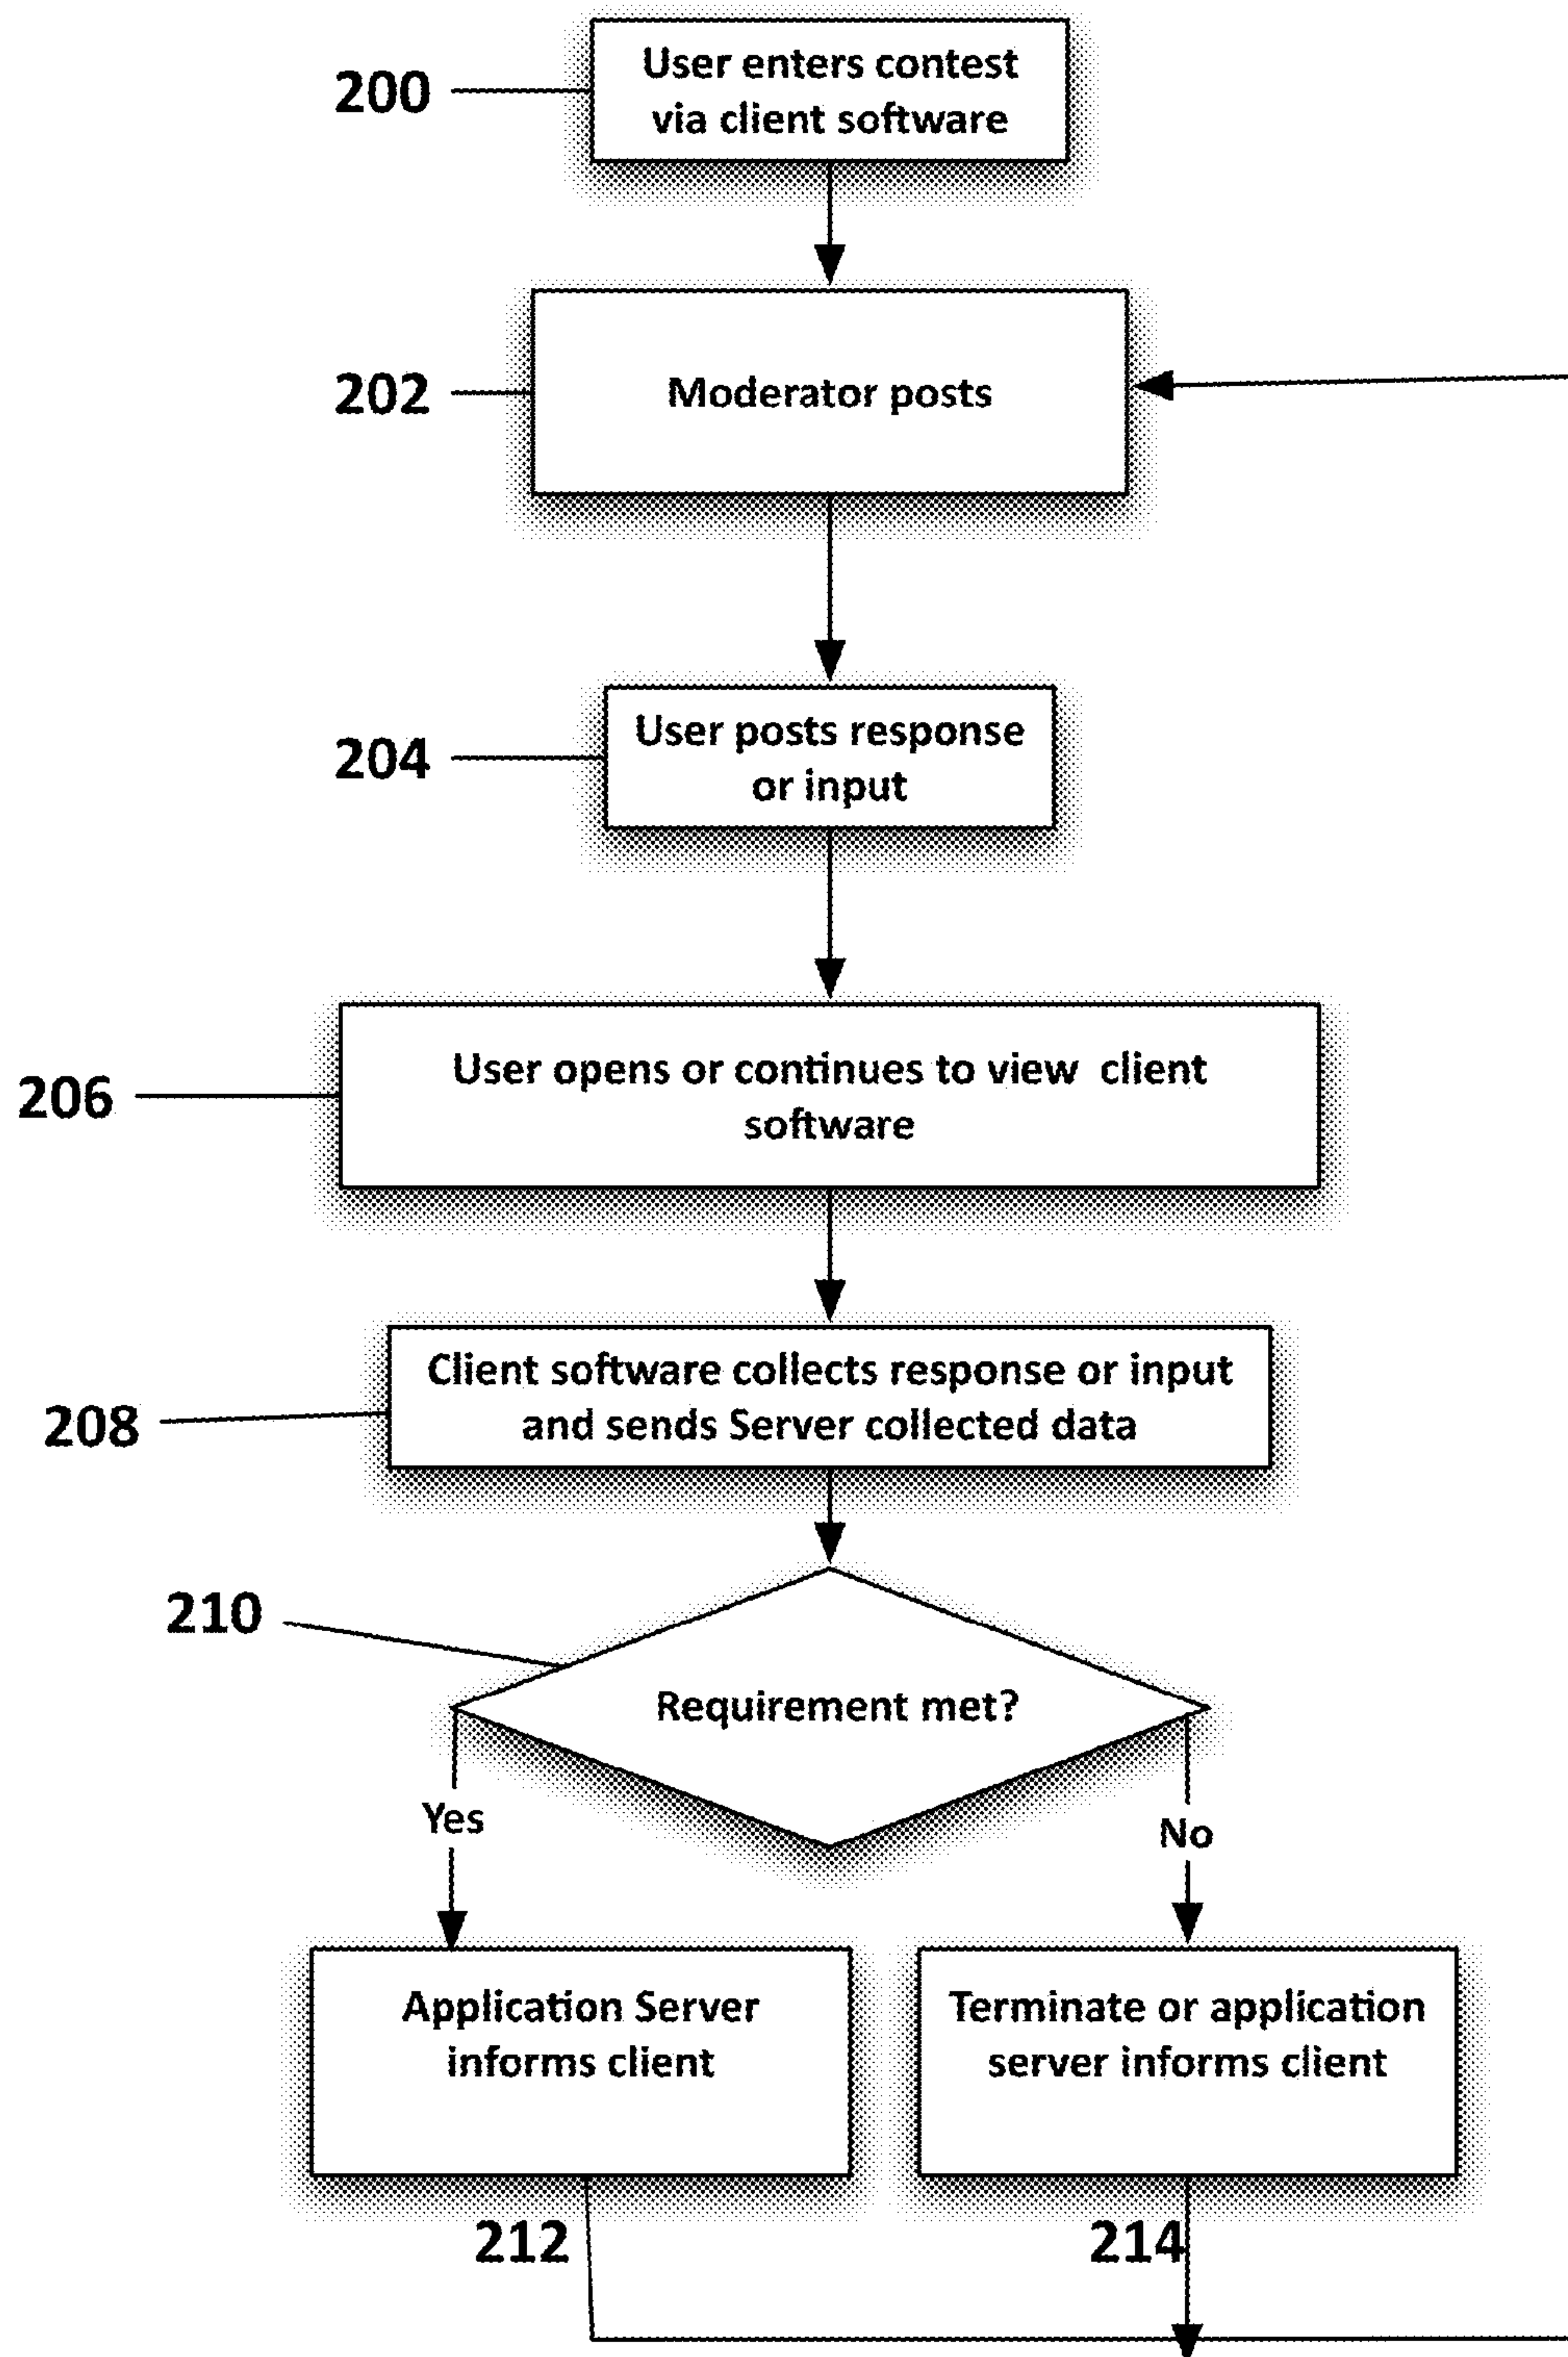 200
User enters contest
via client software
202
Moderator posts
204
User posts response
or input
206
User opens or continues to view client
software
208
Client software collects response or input
and sends Server collected data
210
Requirement met?
Yes
No
Application Server
informs client
Terminate or application
server informs client
212
214